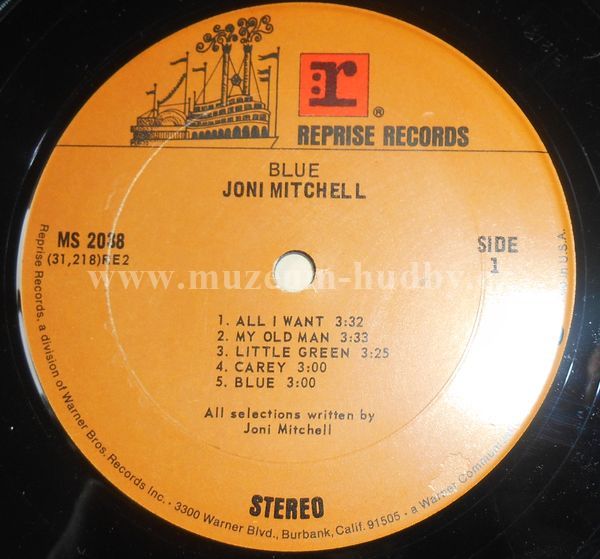 r
®
REPRISE RECORDS
BLUE
JONI MITCHELL
MS 2038
(31,218)RE2
SIDE
1
www.muzeum-hudby.
1. ALL I WANT 3:32
2. MY OLD MAN 3:33
3. LITTLE GREEN 3:25
4. CAREY 3:00
5. BLUE 3:00
All selections written by
Joni Mitchell
STEREO
Reprise Records, a division of Warner Bros. Records Inc. • 3300 Warner Blvd., Burbank, Calif. 91505 • a Warner Communications
in U.S.A.